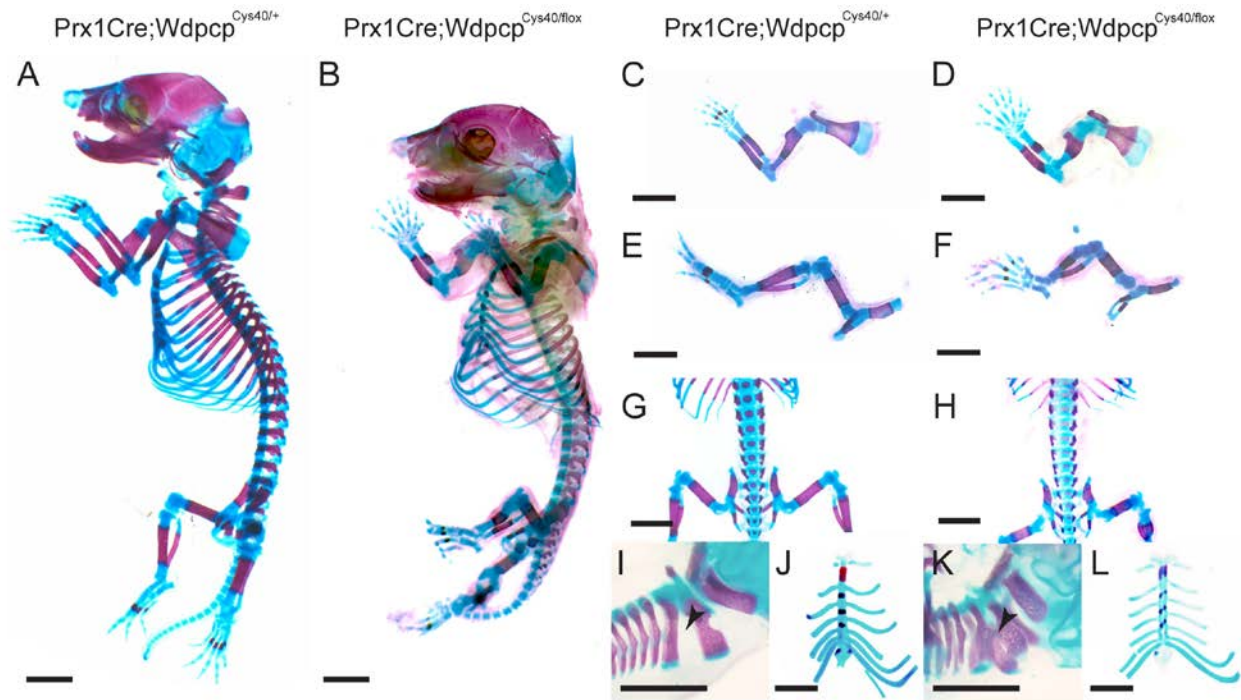 Prx1Cre;Wdpcp^Cys40/+ Prx1Cre;Wdpcp^Cys40/flox Prx1Cre;Wdpcp^Cys40/+ Prx1Cre;Wdpcp^Cys40/flox
A B C D
E F
G H
I J K L